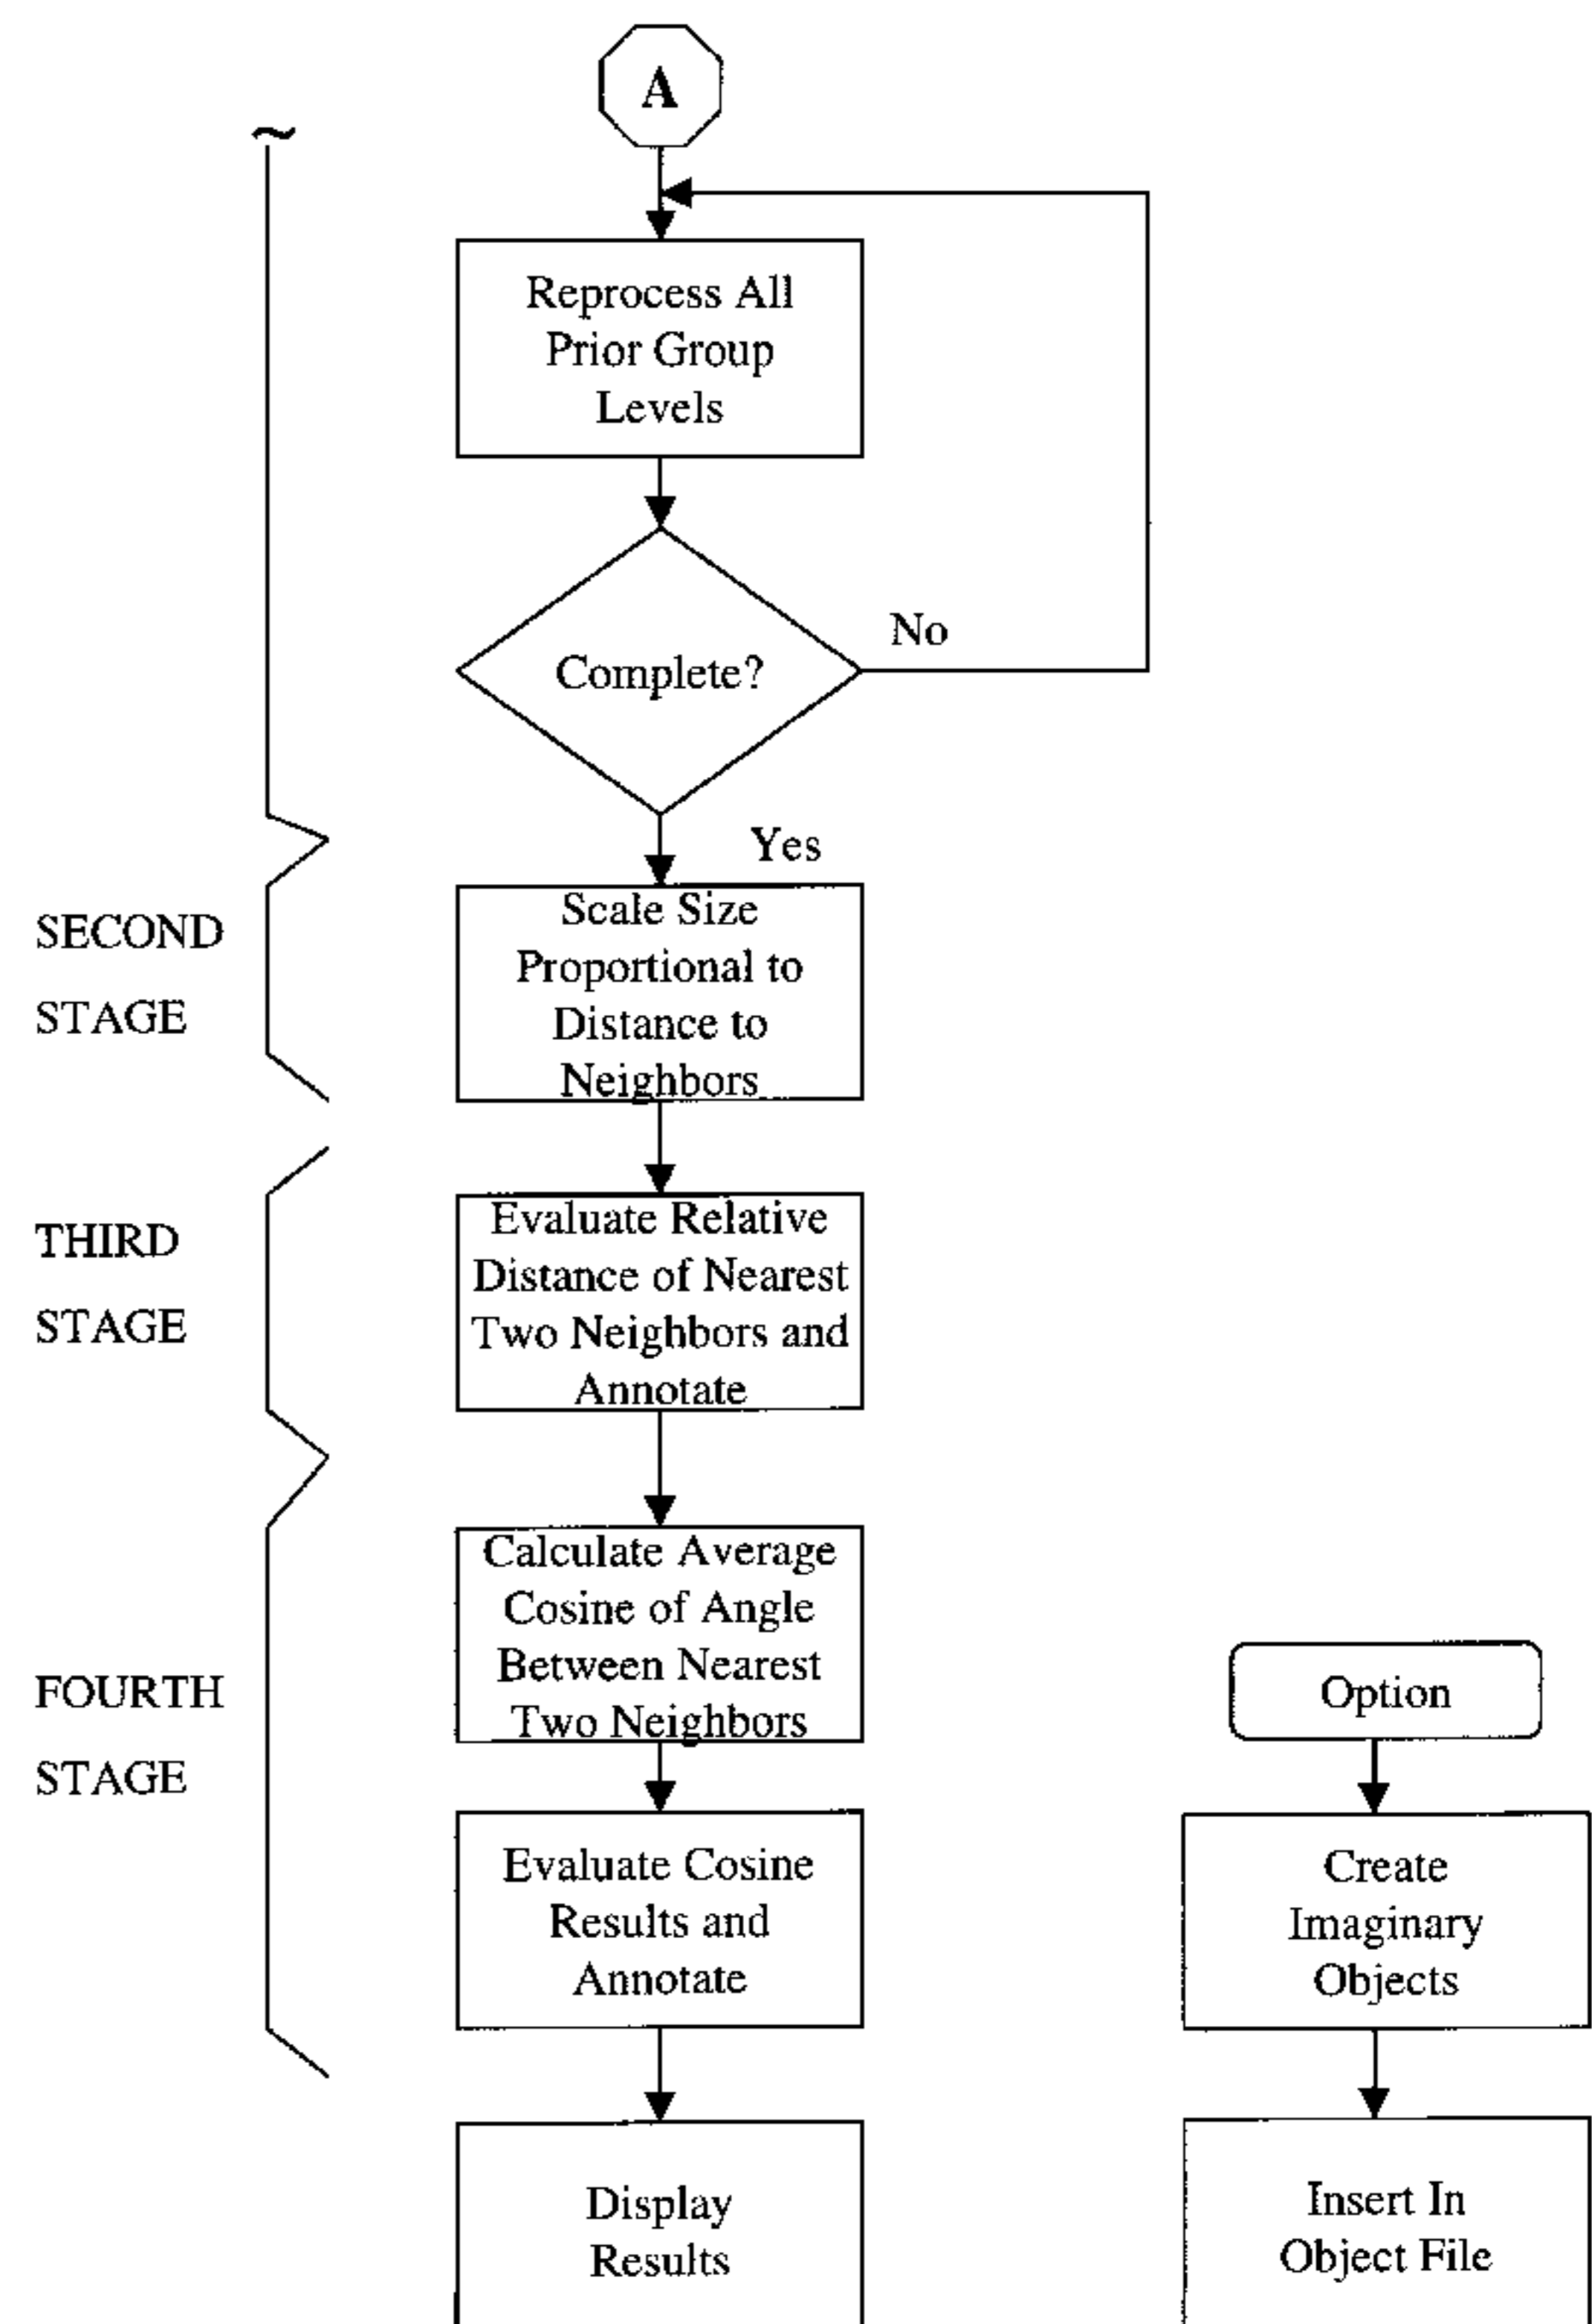 A
Reprocess All
Prior Group
Levels
Complete?
No
Yes
SECOND
STAGE
Scale Size
Proportional to
Distance to
Neighbors
THIRD
STAGE
Evaluate Relative
Distance of Nearest
Two Neighbors and
Annotate
FOURTH
STAGE
Calculate Average
Cosine of Angle
Between Nearest
Two Neighbors
Evaluate Cosine
Results and
Annotate
Display
Results
Option
Create
Imaginary
Objects
Insert In
Object File